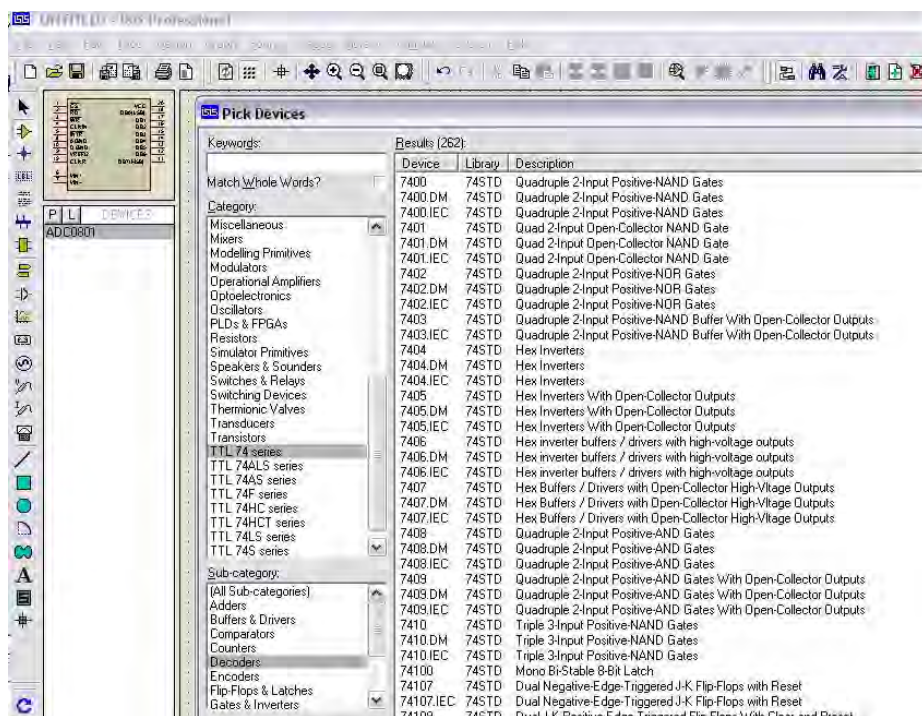 UNTITLED - ISIS Professional
Pick Devices
Keywords:
Match Whole Words?
Category:
Miscellaneous
Mixers
Modelling Primitives
Modulators
Operational Amplifiers
Optoelectronics
Oscillators
PLDs & FPGAs
Resistors
Simulator Primitives
Speakers & Sounders
Switches & Relays
Switching Devices
Thermionic Valves
Transducers
Transistors
TTL 74 series
TTL 74ALS series
TTL 74AS series
TTL 74F series
TTL 74HC series
TTL 74HCT series
TTL 74LS series
TTL 74S series
Sub-category:
(All Sub-categories)
Adders
Buffers & Drivers
Comparators
Counters
Decoders
Encoders
Flip-Flops & Latches
Gates & Inverters
P L DEVICES
ADC0801
Results (262):
Device Library Description
7400 74STD Quadruple 2-Input Positive-NAND Gates
7400.DM 74STD Quadruple 2-Input Positive-NAND Gates
7400.IEC 74STD Quadruple 2-Input Positive-NAND Gates
7401 74STD Quad 2-Input Open-Collector NAND Gate
7401.DM 74STD Quad 2-Input Open-Collector NAND Gate
7401.IEC 74STD Quad 2-Input Open-Collector NAND Gate
7402 74STD Quadruple 2-Input Positive-NOR Gates
7402.DM 74STD Quadruple 2-Input Positive-NOR Gates
7402.IEC 74STD Quadruple 2-Input Positive-NOR Gates
7403 74STD Quadruple 2-Input Positive-NAND Buffer With Open-Collector Outputs
7403.IEC 74STD Quadruple 2-Input Positive-NAND Buffer With Open-Collector Outputs
7404 74STD Hex Inverters
7404.DM 74STD Hex Inverters
7404.IEC 74STD Hex Inverters
7405 74STD Hex Inverters With Open-Collector Outputs
7405.DM 74STD Hex Inverters With Open-Collector Outputs
7405.IEC 74STD Hex Inverters With Open-Collector Outputs
7406 74STD Hex inverter buffers / drivers with high-voltage outputs
7406.DM 74STD Hex inverter buffers / drivers with high-voltage outputs
7406.IEC 74STD Hex inverter buffers / drivers with high-voltage outputs
7407 74STD Hex Buffers / Drivers with Open-Collector High-Vltage Outputs
7407.DM 74STD Hex Buffers / Drivers with Open-Collector High-Vltage Outputs
7407.IEC 74STD Hex Buffers / Drivers with Open-Collector High-Vltage Outputs
7408 74STD Quadruple 2-Input Positive-AND Gates
7408.DM 74STD Quadruple 2-Input Positive-AND Gates
7408.IEC 74STD Quadruple 2-Input Positive-AND Gates
7409 74STD Quadruple 2-Input Positive-AND Gates With Open-Collector Outputs
7409.DM 74STD Quadruple 2-Input Positive-AND Gates With Open-Collector Outputs
7409.IEC 74STD Quadruple 2-Input Positive-AND Gates With Open-Collector Outputs
7410 74STD Triple 3-Input Positive-NAND Gates
7410.DM 74STD Triple 3-Input Positive-NAND Gates
7410.IEC 74STD Triple 3-Input Positive-NAND Gates
74100 74STD Mono Bi-Stable 8-Bit Latch
74107 74STD Dual Negative-Edge-Triggered J-K Flip-Flops with Reset
74107.IEC 74STD Dual Negative-Edge-Triggered J-K Flip-Flops with Reset
74109 74STD Dual J-K Positive-Edge-Triggered Flip-Flops With Clear and Preset